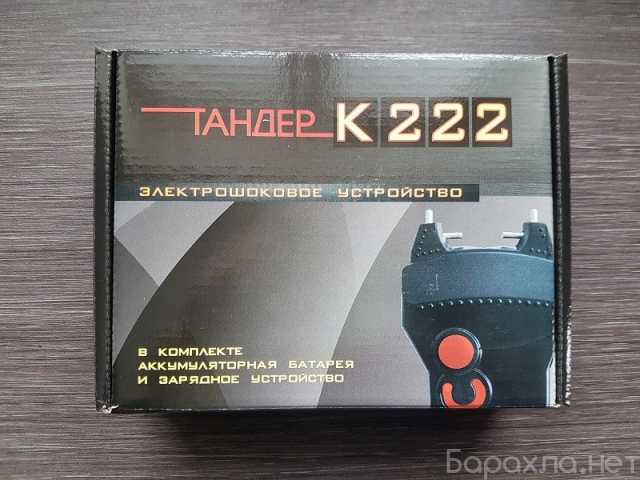 ТАНДЕР К 222
ЭЛЕКТРОШОКОВОЕ УСТРОЙСТВО
В КОМПЛЕКТЕ
АККУМУЛЯТОРНАЯ БАТАРЕЯ
И ЗАРЯДНОЕ УСТРОЙСТВО
Барахла.нет